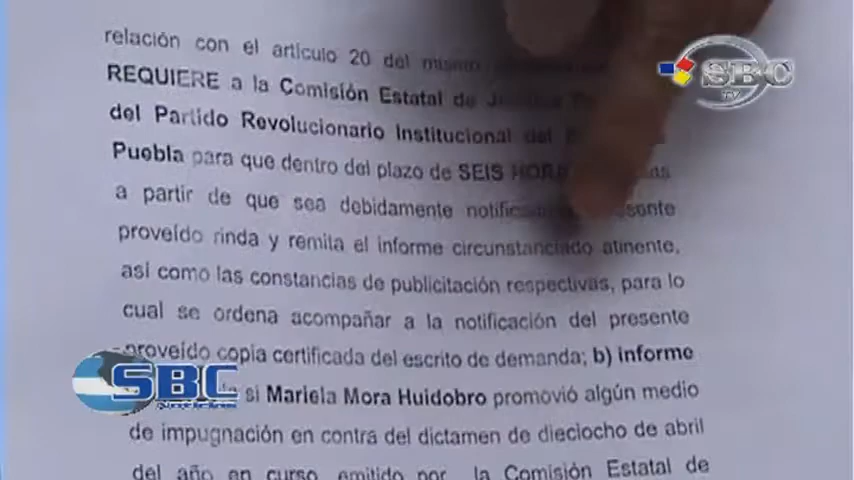 relación con el artículo 20 del mismo
REQUIERE a la Comisión Estatal de
del Partido Revolucionario Institucional del
Puebla para que dentro del plazo de SEIS
a partir de que sea debidamente
proveído rinda y remita el informe circunstanciado atinente,
así como las constancias de publicitación respectivas, para lo
cual se ordena acompañar a la notificación del presente
proveído copia certificada del escrito de demanda; b) informe
si Mariela Mora Huidobro promovió algún medio
de impugnación en contra del dictamen de dieciocho de abril
del año en curso, emitido por la Comisión Estatal de
SBC
TV
SBC